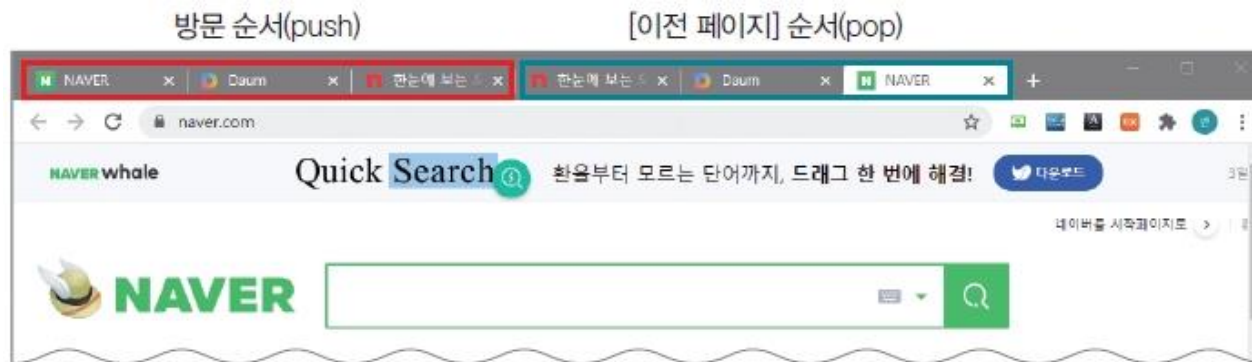 방문 순서(push) [이전 페이지] 순서(pop)
NAVER Daum 한눈에 보는 한눈에 보는 Daum NAVER
naver.com
NAVER whale Quick Search 환율부터 모르는 단어까지, 드래그 한 번에 해결! 다운로드
네이버를 시작페이지로
NAVER